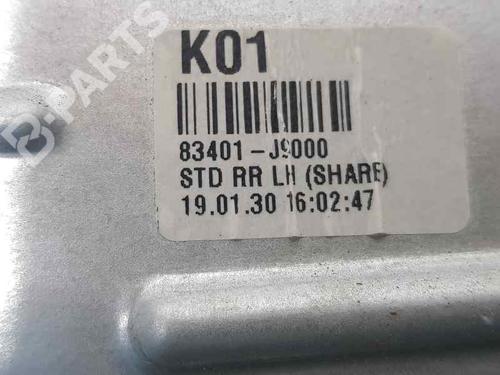 B-PARTS
K01
83401-J9000
STD RR LH (SHARE)
19.01.30 16:02:47